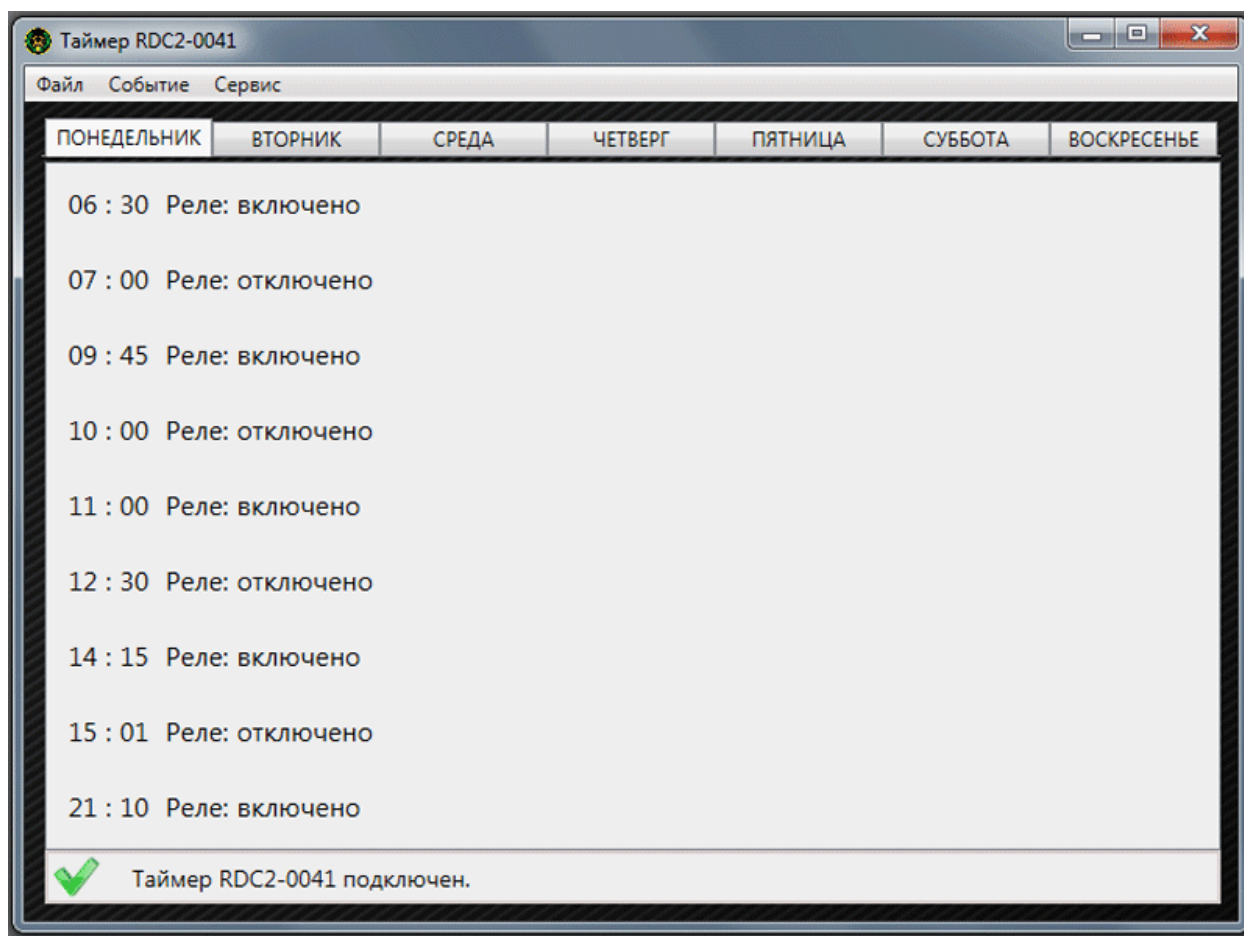 Таймер RDC2-0041
Файл Событие Сервис
ПОНЕДЕЛЬНИК ВТОРНИК СРЕДА ЧЕТВЕРГ ПЯТНИЦА СУББОТА ВОСКРЕСЕНЬЕ
06 : 30 Реле: включено
07 : 00 Реле: отключено
09 : 45 Реле: включено
10 : 00 Реле: отключено
11 : 00 Реле: включено
12 : 30 Реле: отключено
14 : 15 Реле: включено
15 : 01 Реле: отключено
21 : 10 Реле: включено
Таймер RDC2-0041 подключен.